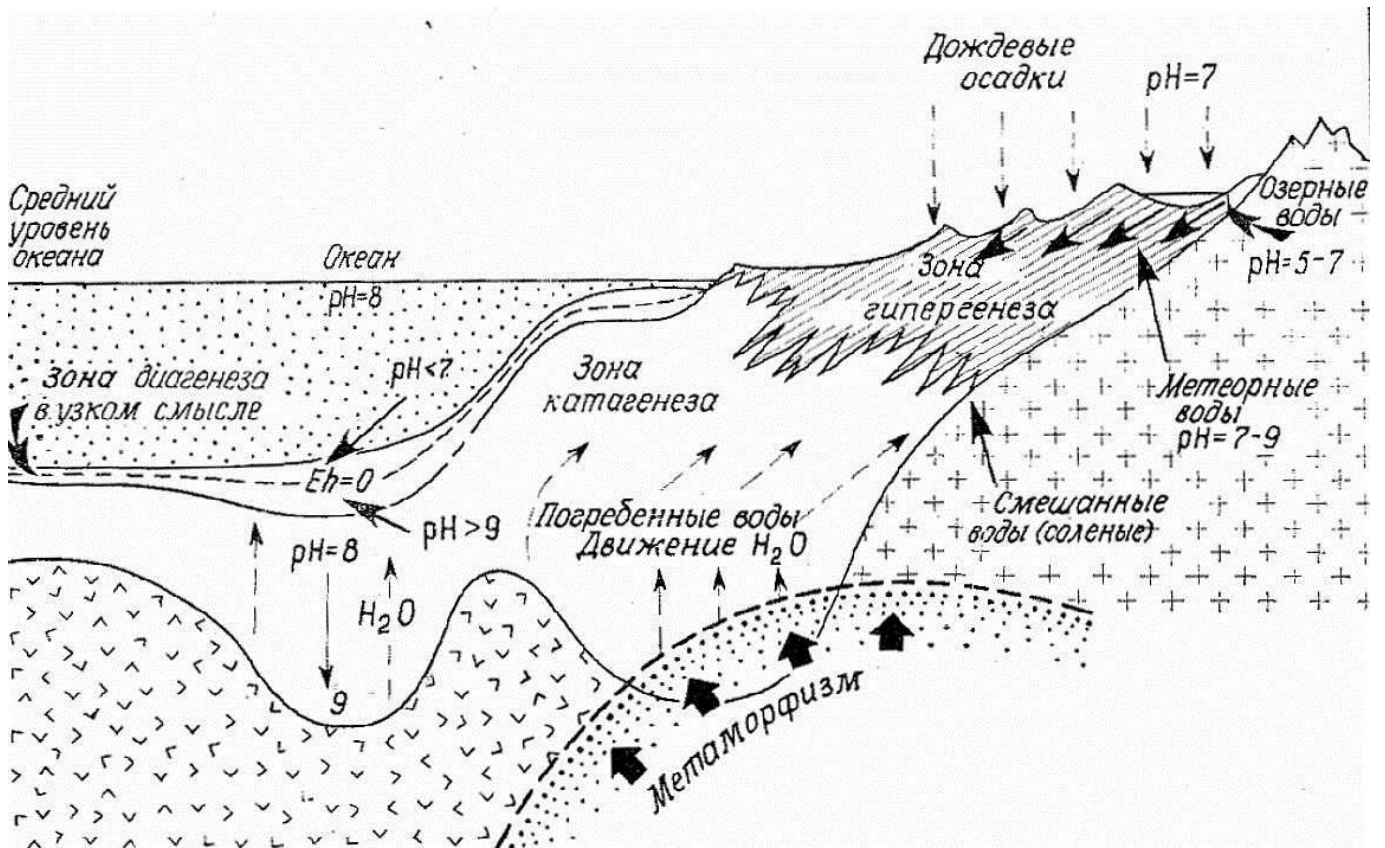 Дождевые
осадки
pH=7
Средний
уровень
океана
Океан
pH=8
Озерные
воды
pH=5-7
Зона
гипергенеза
Зона диагенеза
в узком смысле
pH<7
Зона
катагенеза
Метеорные
воды
pH=7-9
Eh=0
pH>9
Погребенные воды
Движение H₂O
Смешанные
воды (соленые)
pH=8
H₂O
9
Метаморфизм